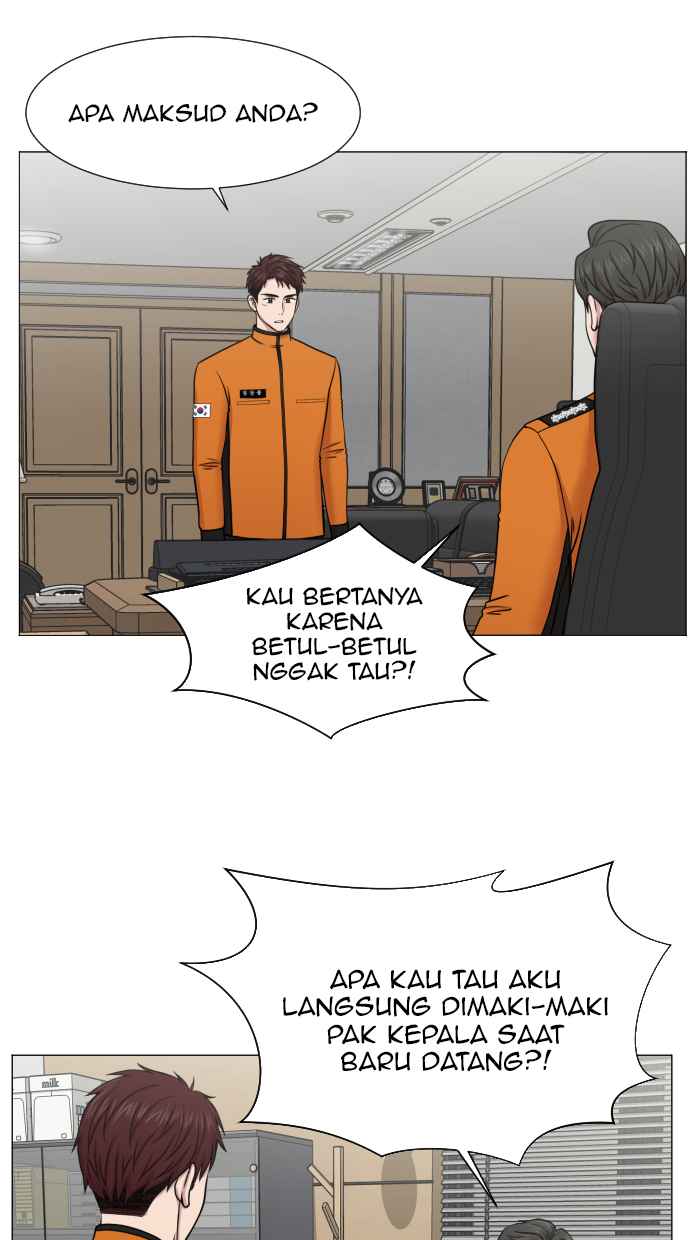 APA MAKSUD ANDA?
KAU BERTANYA
KARENA
BETUL-BETUL
NGGAK TAU?!
APA KAU TAU AKU
LANGSUNG DIMAKI-MAKI
PAK KEPALA SAAT
BARU DATANG?!
milk